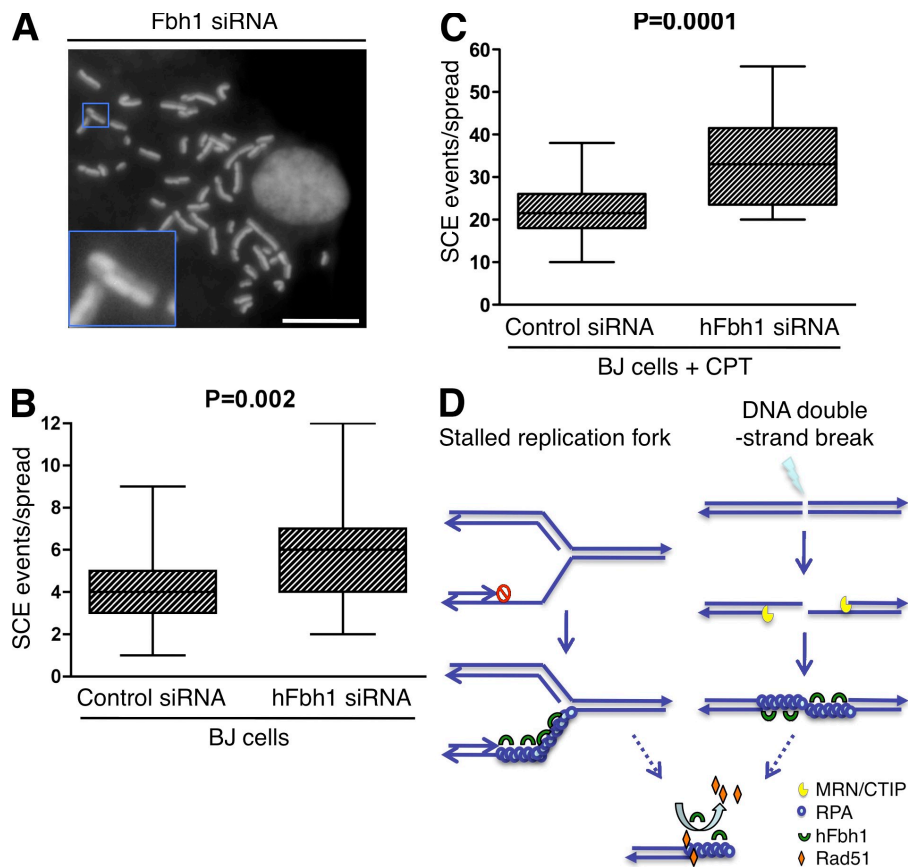 A
Fbh1 siRNA
B
P=0.002
SCE events/spread
12
10
8
6
4
2
0
Control siRNA
hFbh1 siRNA
BJ cells
C
P=0.0001
SCE events/spread
60
50
40
30
20
10
0
Control siRNA
hFbh1 siRNA
BJ cells + CPT
D
Stalled replication fork
DNA double
-strand break
MRN/CTIP
RPA
hFbh1
Rad51